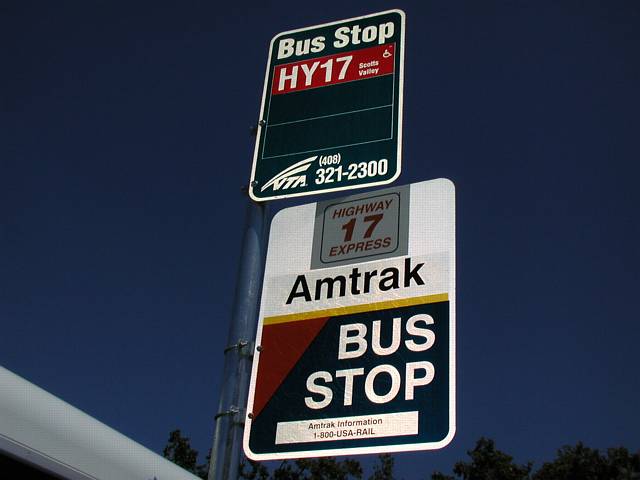 Bus Stop
HY17 Scotts
Valley
VTA (408)
321-2300
HIGHWAY
17
EXPRESS
Amtrak
BUS
STOP
Amtrak Information
1-800-USA-RAIL